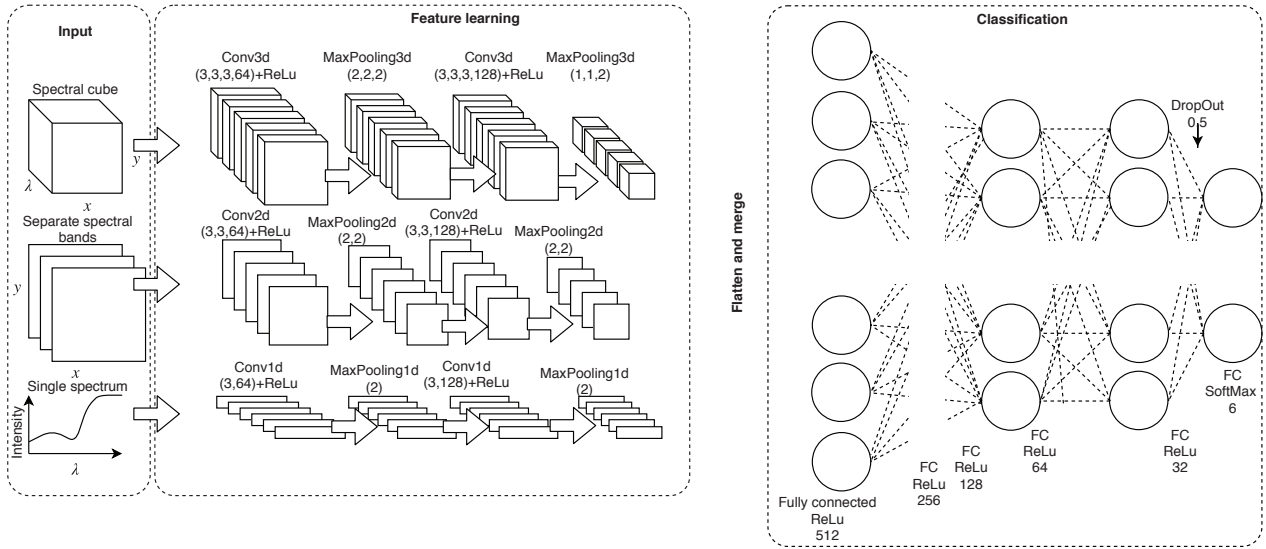 Input
Spectral cube
y
λ
x
Separate spectral
bands
y
x
Single spectrum
Intensity
λ
Feature learning
Conv3d
(3,3,3,64)+ReLu
MaxPooling3d
(2,2,2)
Conv3d
(3,3,3,128)+ReLu
MaxPooling3d
(1,1,2)
Conv2d
(3,3,64)+ReLu
MaxPooling2d
(2,2)
Conv2d
(3,3,128)+ReLu
MaxPooling2d
(2,2)
Conv1d
(3,64)+ReLu
MaxPooling1d
(2)
Conv1d
(3,128)+ReLu
MaxPooling1d
(2)
Flatten and merge
Classification
Fully connected
ReLu
512
FC
ReLu
256
FC
ReLu
128
FC
ReLu
64
FC
ReLu
32
DropOut
0.5
FC
SoftMax
6